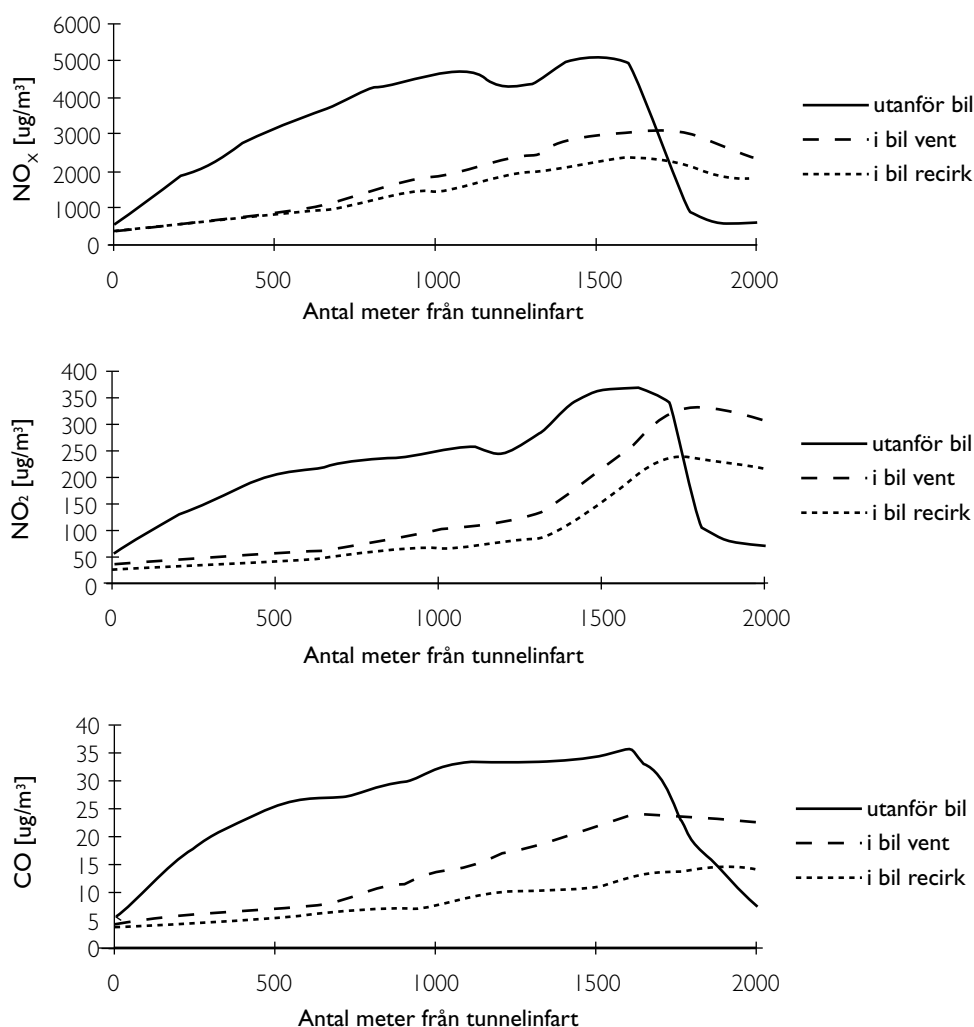 NOX [ug/m³]
6000
5000
4000
3000
2000
1000
0
0 500 1000 1500 2000
Antal meter från tunnelinfart
utanför bil
i bil vent
i bil recirk
NO₂ [ug/m³]
400
350
300
250
200
150
100
50
0
0 500 1000 1500 2000
Antal meter från tunnelinfart
utanför bil
i bil vent
i bil recirk
CO [ug/m³]
40
35
30
25
20
15
10
5
0
0 500 1000 1500 2000
Antal meter från tunnelinfart
utanför bil
i bil vent
i bil recirk